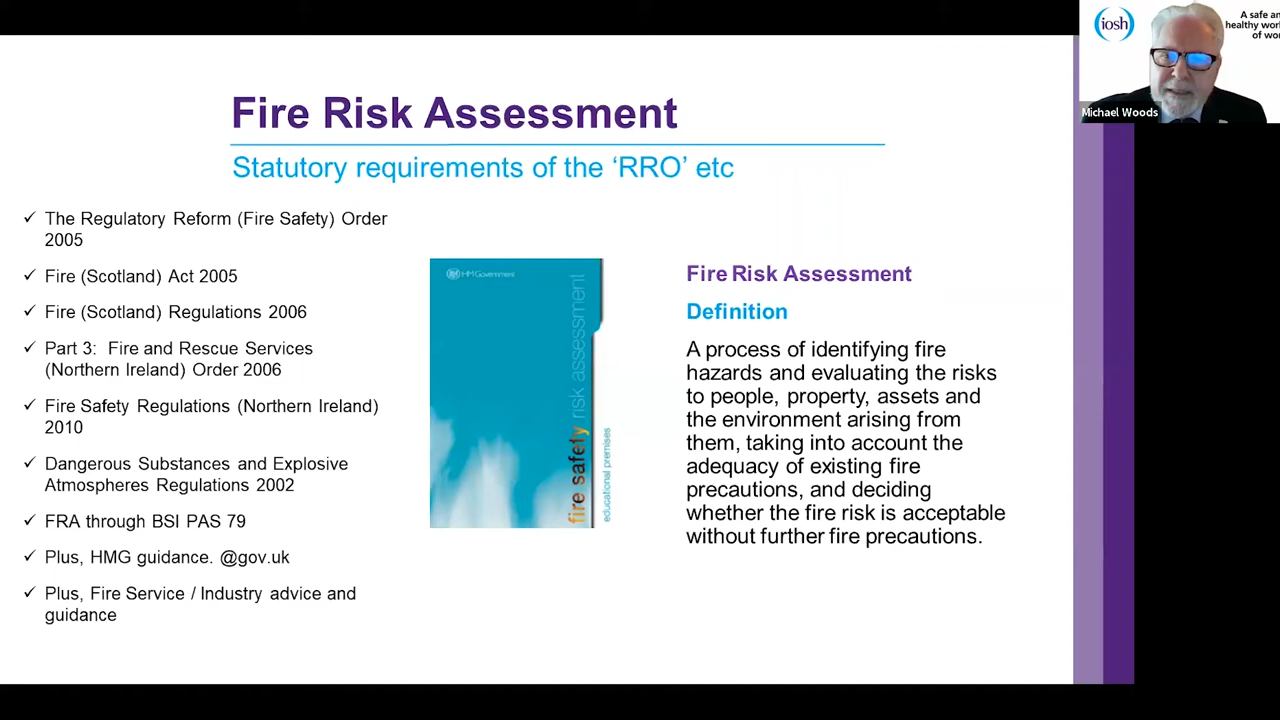 iosh
A safe an
healthy work
of wor
Michael Woods
Fire Risk Assessment
Statutory requirements of the ‘RRO’ etc
✓ The Regulatory Reform (Fire Safety) Order
2005
✓ Fire (Scotland) Act 2005
✓ Fire (Scotland) Regulations 2006
✓ Part 3: Fire and Rescue Services
(Northern Ireland) Order 2006
✓ Fire Safety Regulations (Northern Ireland)
2010
✓ Dangerous Substances and Explosive
Atmospheres Regulations 2002
✓ FRA through BSI PAS 79
✓ Plus, HMG guidance. @gov.uk
✓ Plus, Fire Service / Industry advice and
guidance
HM Government
fire safety risk assessment
educational premises
Fire Risk Assessment
Definition
A process of identifying fire
hazards and evaluating the risks
to people, property, assets and
the environment arising from
them, taking into account the
adequacy of existing fire
precautions, and deciding
whether the fire risk is acceptable
without further fire precautions.